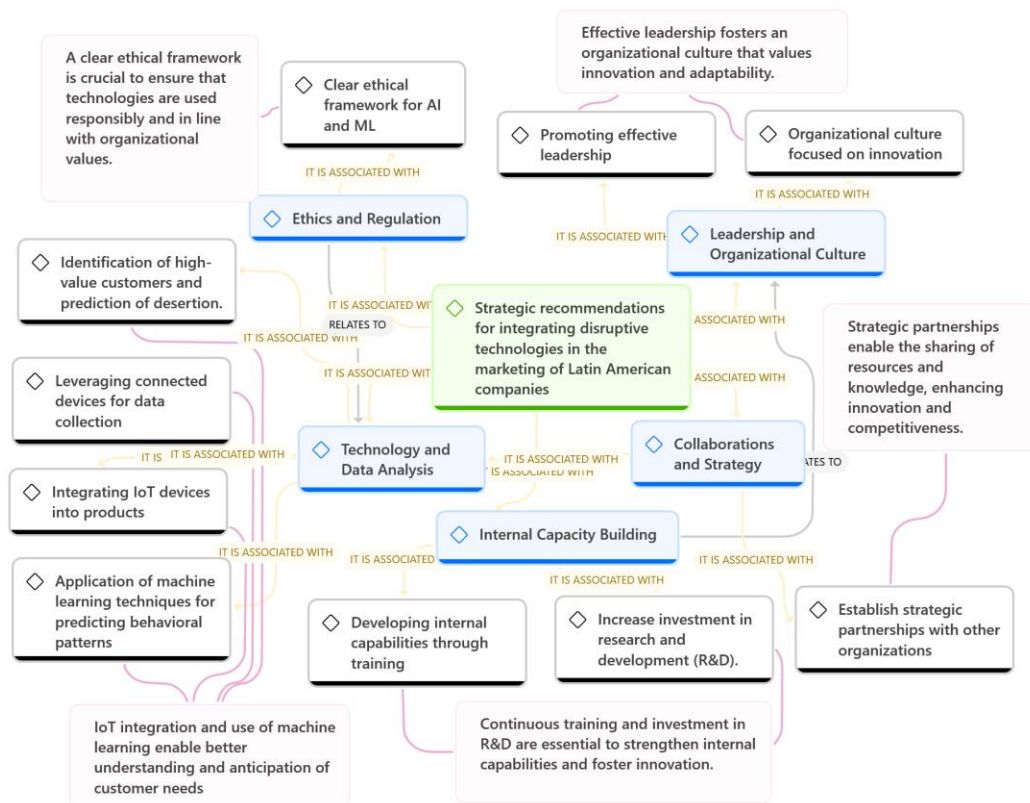 Effective leadership fosters an
organizational culture that values
innovation and adaptability.
A clear ethical framework
is crucial to ensure that
technologies are used
responsibly and in line
with organizational
values.
Clear ethical
framework for AI
and ML
Promoting effective
leadership
Organizational culture
focused on innovation
IT IS ASSOCIATED WITH
IT IS ASSOCIATED WITH
Ethics and Regulation
IT IS ASSOCIATED WITH
Leadership and
Organizational Culture
Identification of high-
value customers and
prediction of desertion.
IT IS ASSOCIATED WIT
RELATES TO
IT IS ASSOCIATED WITH
Strategic recommendations
for integrating disruptive
technologies in the
marketing of Latin American
companies
ASSOCIATED WITH
Strategic partnerships
enable the sharing of
resources and
knowledge, enhancing
innovation and
competitiveness.
Leveraging connected
devices for data
collection
IT IS ASSOCIATED WITH
ASSOCIATED WITH
Technology and
Data Analysis
Collaborations
and Strategy
IT IS
IT IS ASSOCIATED WITH
IT IS ASSOCIATED WITH
IS ASSOCIATED WITH
ATES TO
Integrating IoT devices
into products
Internal Capacity Building
IT IS ASSOCIATED WITH
IT IS ASSOCIATED WITH
IT IS ASSOCIATED WITH
IT IS ASSOCIATED WITH
Application of machine
learning techniques for
predicting behavioral
patterns
Developing internal
capabilities through
training
Increase investment in
research and
development (R&D).
Establish strategic
partnerships with other
organizations
IoT integration and use of machine
learning enable better
understanding and anticipation of
customer needs
Continuous training and investment in
R&D are essential to strengthen internal
capabilities and foster innovation.